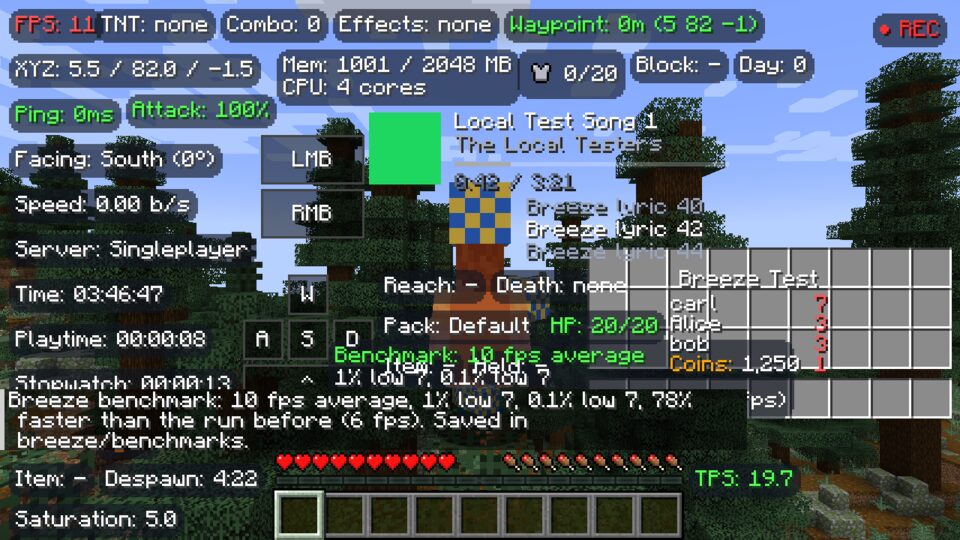 FPS: 11 TNT: none Combo: 0 Effects: none Waypoint: 0m (5 82 -1) REC
XYZ: 5.5 / 82.0 / -1.5
Mem: 1001 / 2048 MB
CPU: 4 cores
0/20
Block: - Day: 0
Ping: 0ms Attack: 100%
Local Test Song 1
The Local Testers
0:42 / 3:21
Facing: South (0°)
LMB
RMB
Speed: 0.00 b/s
Breeze lyric 40
Breeze lyric 42
Breeze lyric 44
Server: Singleplayer
Reach: - Death: none
Breeze Test
Time: 03:46:47
W
carl 7
Alice 3
bob 3
Coins: 1,250 1
Pack: Default HP: 20/20
Playtime: 00:00:08
A S D
Benchmark: 10 fps average
1% low 7, 0.1% low 7
Item: - Held: -
Stopwatch: 00:00:13
^
Breeze benchmark: 10 fps average, 1% low 7, 0.1% low 7, 78%
faster than the run before (6 fps). Saved in
breeze/benchmarks.
fps)
Item: - Despawn: 4:22
TPS: 19.7
Saturation: 5.0